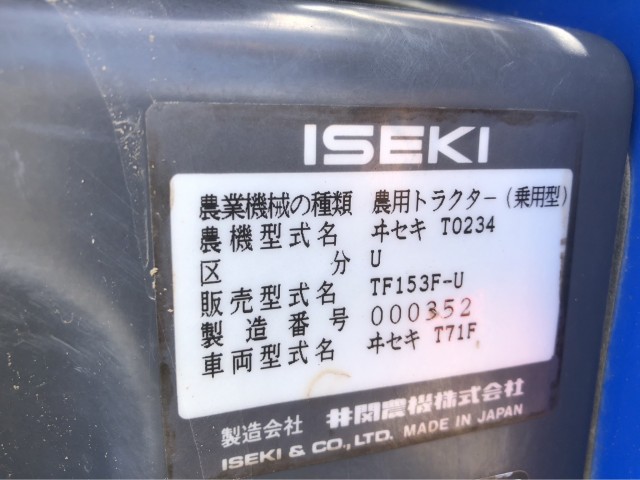 ISEKI
農業機械の種類 農用トラクター(乗用型)
農機型式名 ヰセキ T0234
区分 U
販売型式名 TF153F-U
製造番号 000352
車両型式名 ヰセキ T71F
製造会社 井関農機株式会社
ISEKI & CO., LTD. MADE IN JAPAN